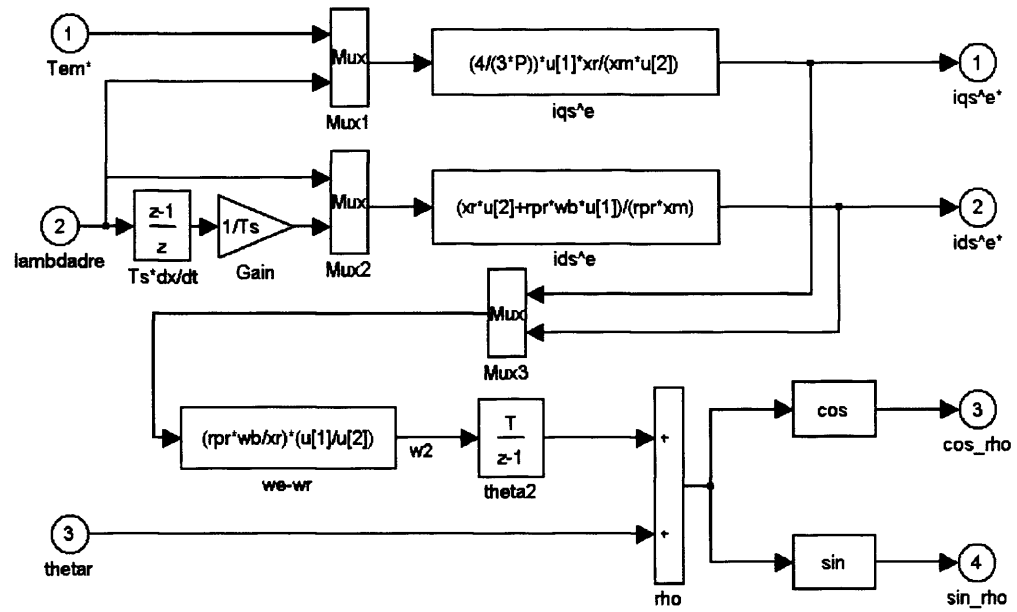 1
Tem*
Mux
Mux1
(4/(3*P))*u[1]*xr/(xm*u[2])
iqs^e
1
iqs^e*
2
lambdadre
z-1
z
Ts*dx/dt
1/Ts
Gain
Mux
Mux2
(xr*u[2]+rpr*wb*u[1])/(rpr*xm)
ids^e
2
ids^e*
Mux
Mux3
(rpr*wb/xr)*(u[1]/u[2])
we-wr
w2
T
z-1
theta2
+
+
rho
3
thetar
cos
3
cos_rho
sin
4
sin_rho